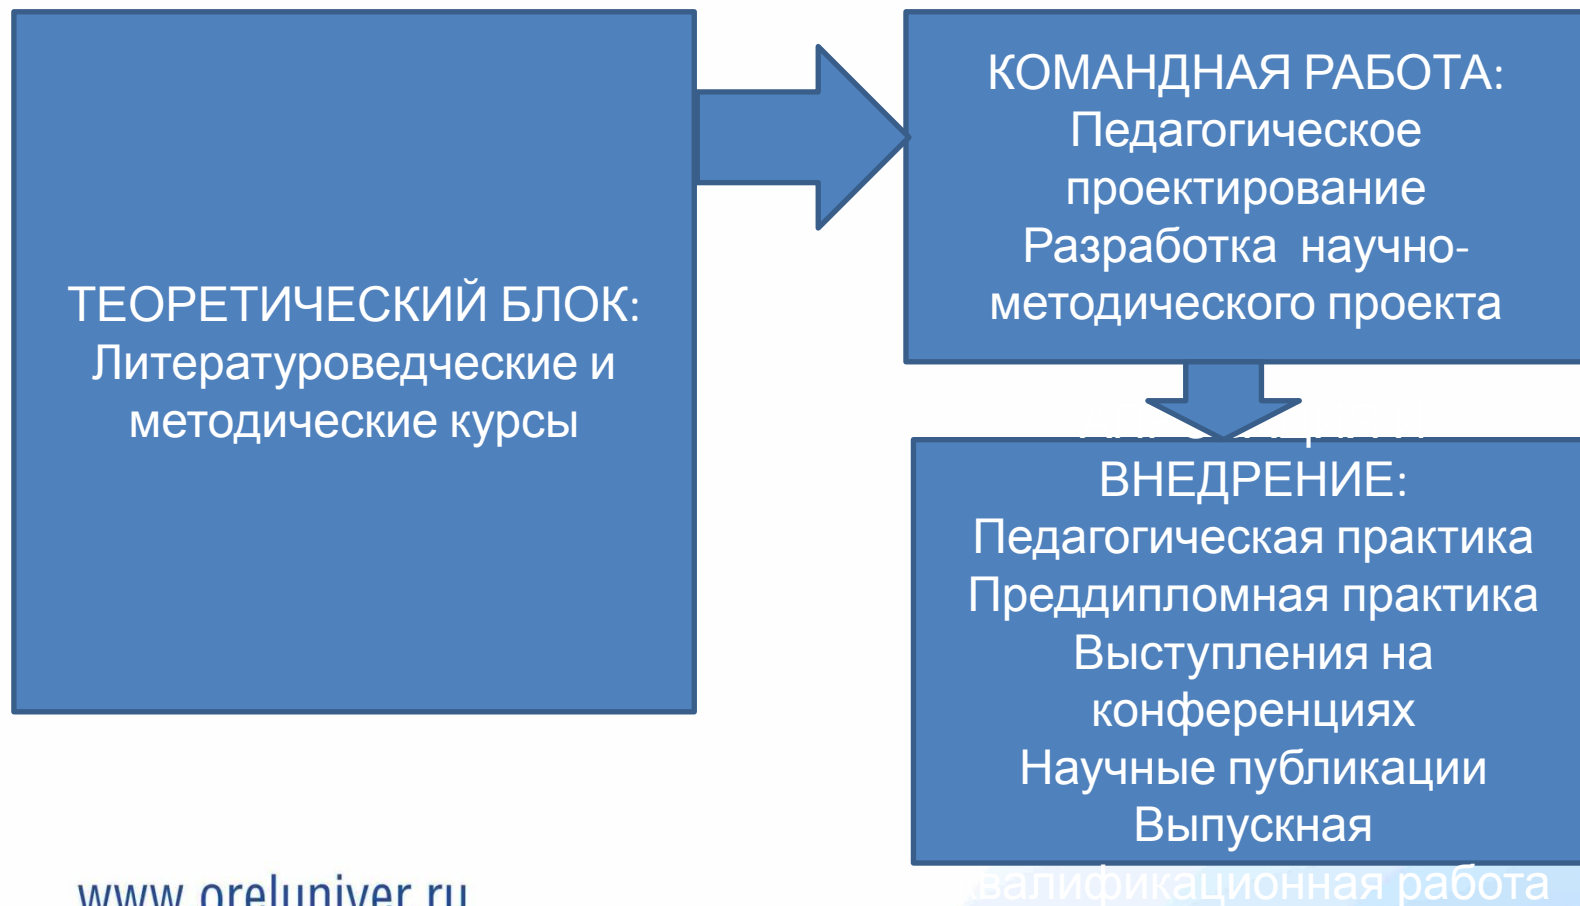 ТЕОРЕТИЧЕСКИЙ БЛОК:
Литературоведческие и
методические курсы
КОМАНДНАЯ РАБОТА:
Педагогическое
проектирование
Разработка научно-
методического проекта
ВНЕДРЕНИЕ:
Педагогическая практика
Преддипломная практика
Выступления на
конференциях
Научные публикации
Выпускная
квалификационная работа
www.oreluniver.ru